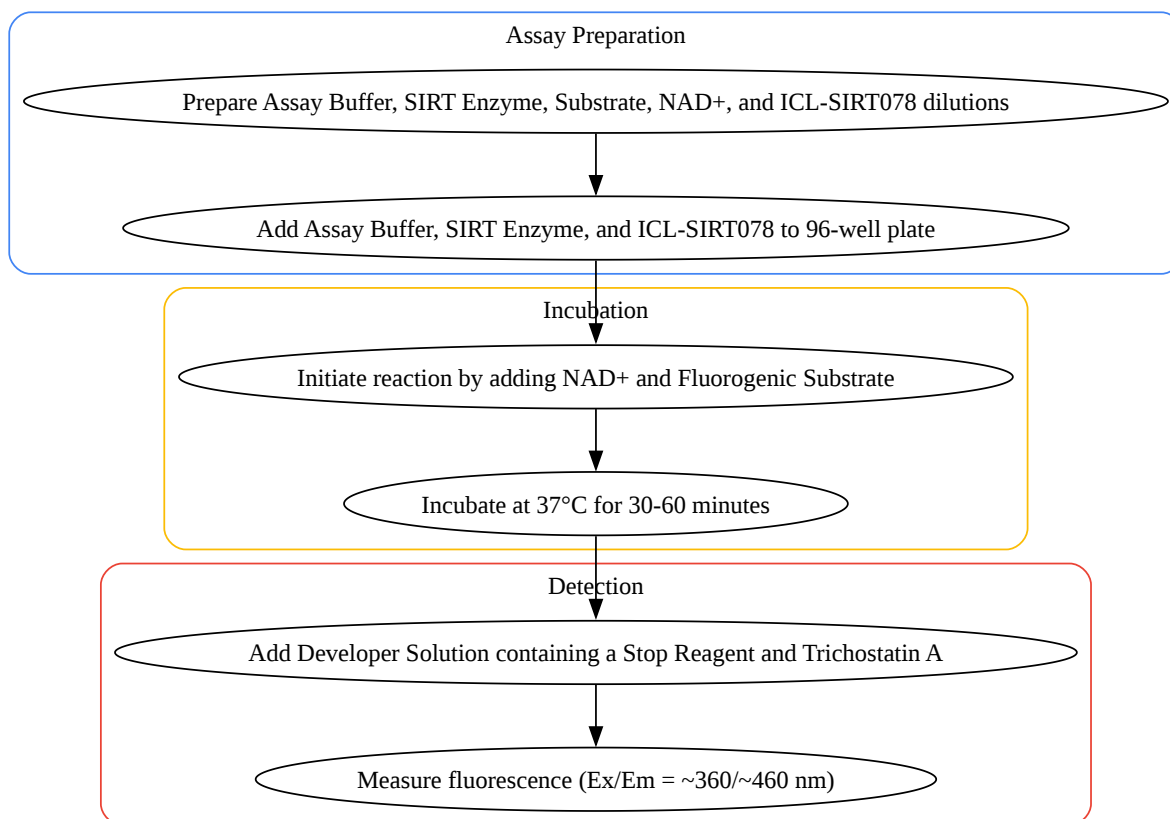 Assay Preparation
Prepare Assay Buffer, SIRT Enzyme, Substrate, NAD+, and ICL-SIRT078 dilutions
Add Assay Buffer, SIRT Enzyme, and ICL-SIRT078 to 96-well plate
Incubation
Initiate reaction by adding NAD+ and Fluorogenic Substrate
Incubate at 37°C for 30-60 minutes
Detection
Add Developer Solution containing a Stop Reagent and Trichostatin A
Measure fluorescence (Ex/Em = ~360/~460 nm)